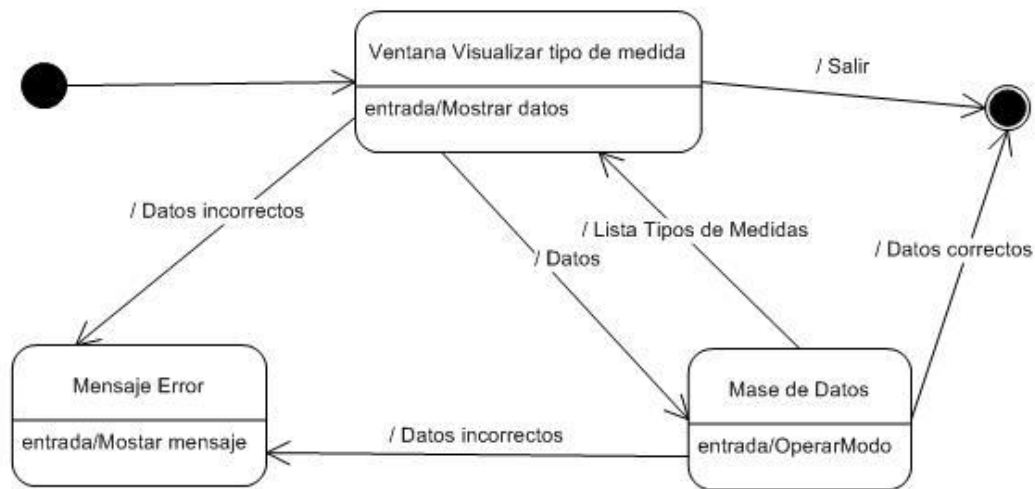 Ventana Visualizar tipo de medida
/ Salir
entrada/Mostrar datos
/ Datos incorrectos
/ Lista Tipos de Medidas
/ Datos
/ Datos correctos
Mensaje Error
Mase de Datos
entrada/Mostar mensaje
/ Datos incorrectos
entrada/OperarModo